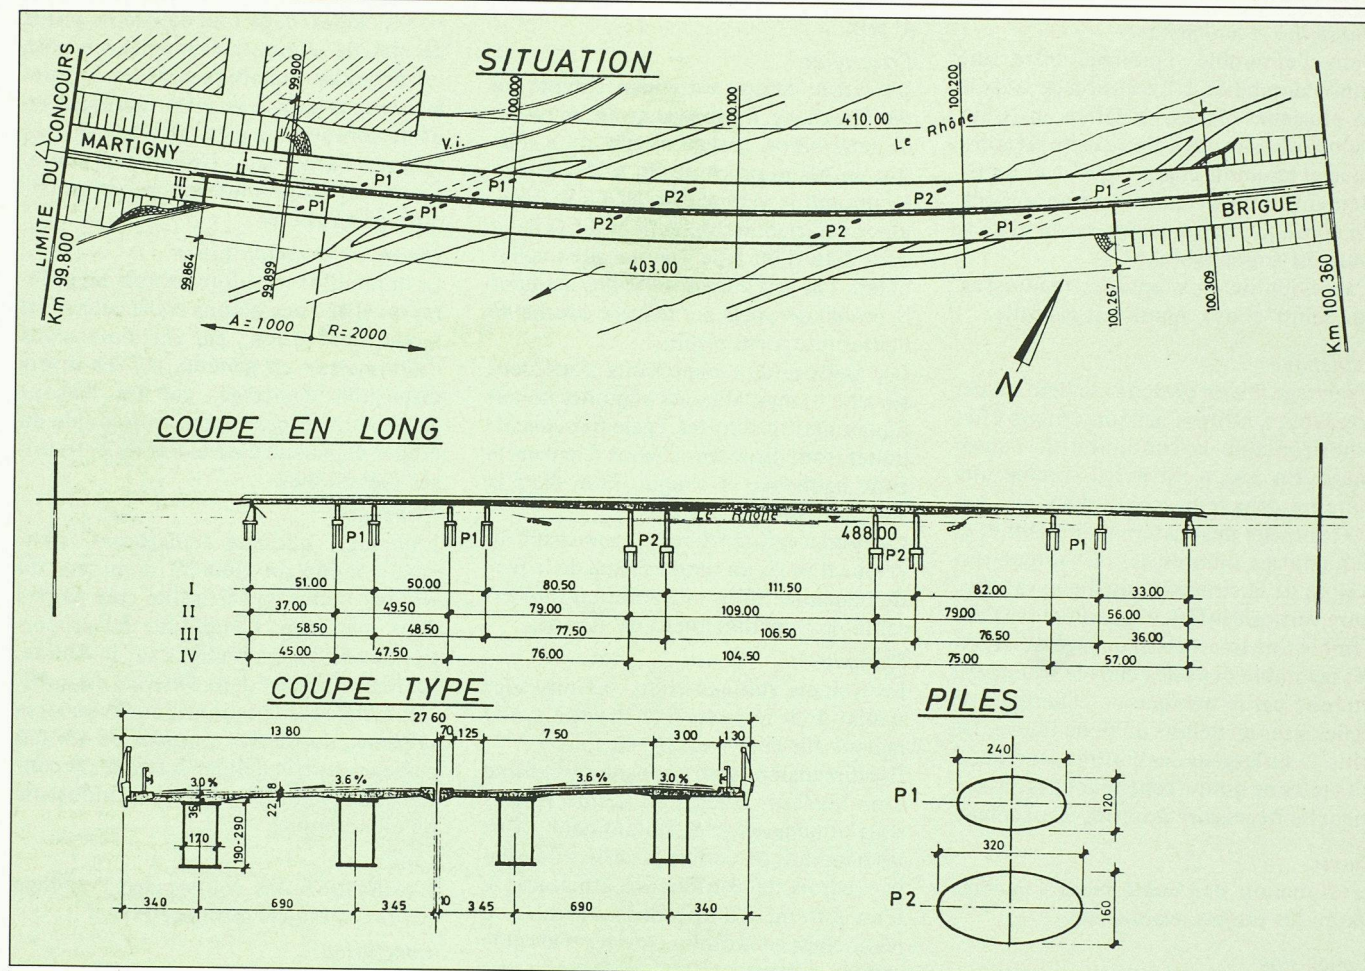 SITUATION
LIMITE DU CONCOURS
Km 99.800
MARTIGNY
I
II
III
IV
99.900
100.000
100.100
100.200
410.00
Le Rhône
V.i.
P1
P1
P2
P2
P1
P1
P1
P2
P2
P1
BRIGUE
403.00
99.864
99.899
100.267
100.309
Km 100.360
A = 1000
R = 2000
N
COUPE EN LONG
Le Rhône
488.00
P1
P1
P2
P2
P1
I 51.00 50.00 80.50 111.50 82.00 33.00
II 37.00 49.50 79.00 109.00 79.00 56.00
III 58.50 48.50 77.50 106.50 76.50 36.00
IV 45.00 47.50 76.00 104.50 75.00 57.00
COUPE TYPE
27.60
13.80 70 1.25 7.50 3.00 1.30
3.0% 3.6% 3.6% 3.0%
36
22
8
170
190-290
340 690 345 10 345 690 340
PILES
240
P1
120
320
P2
160